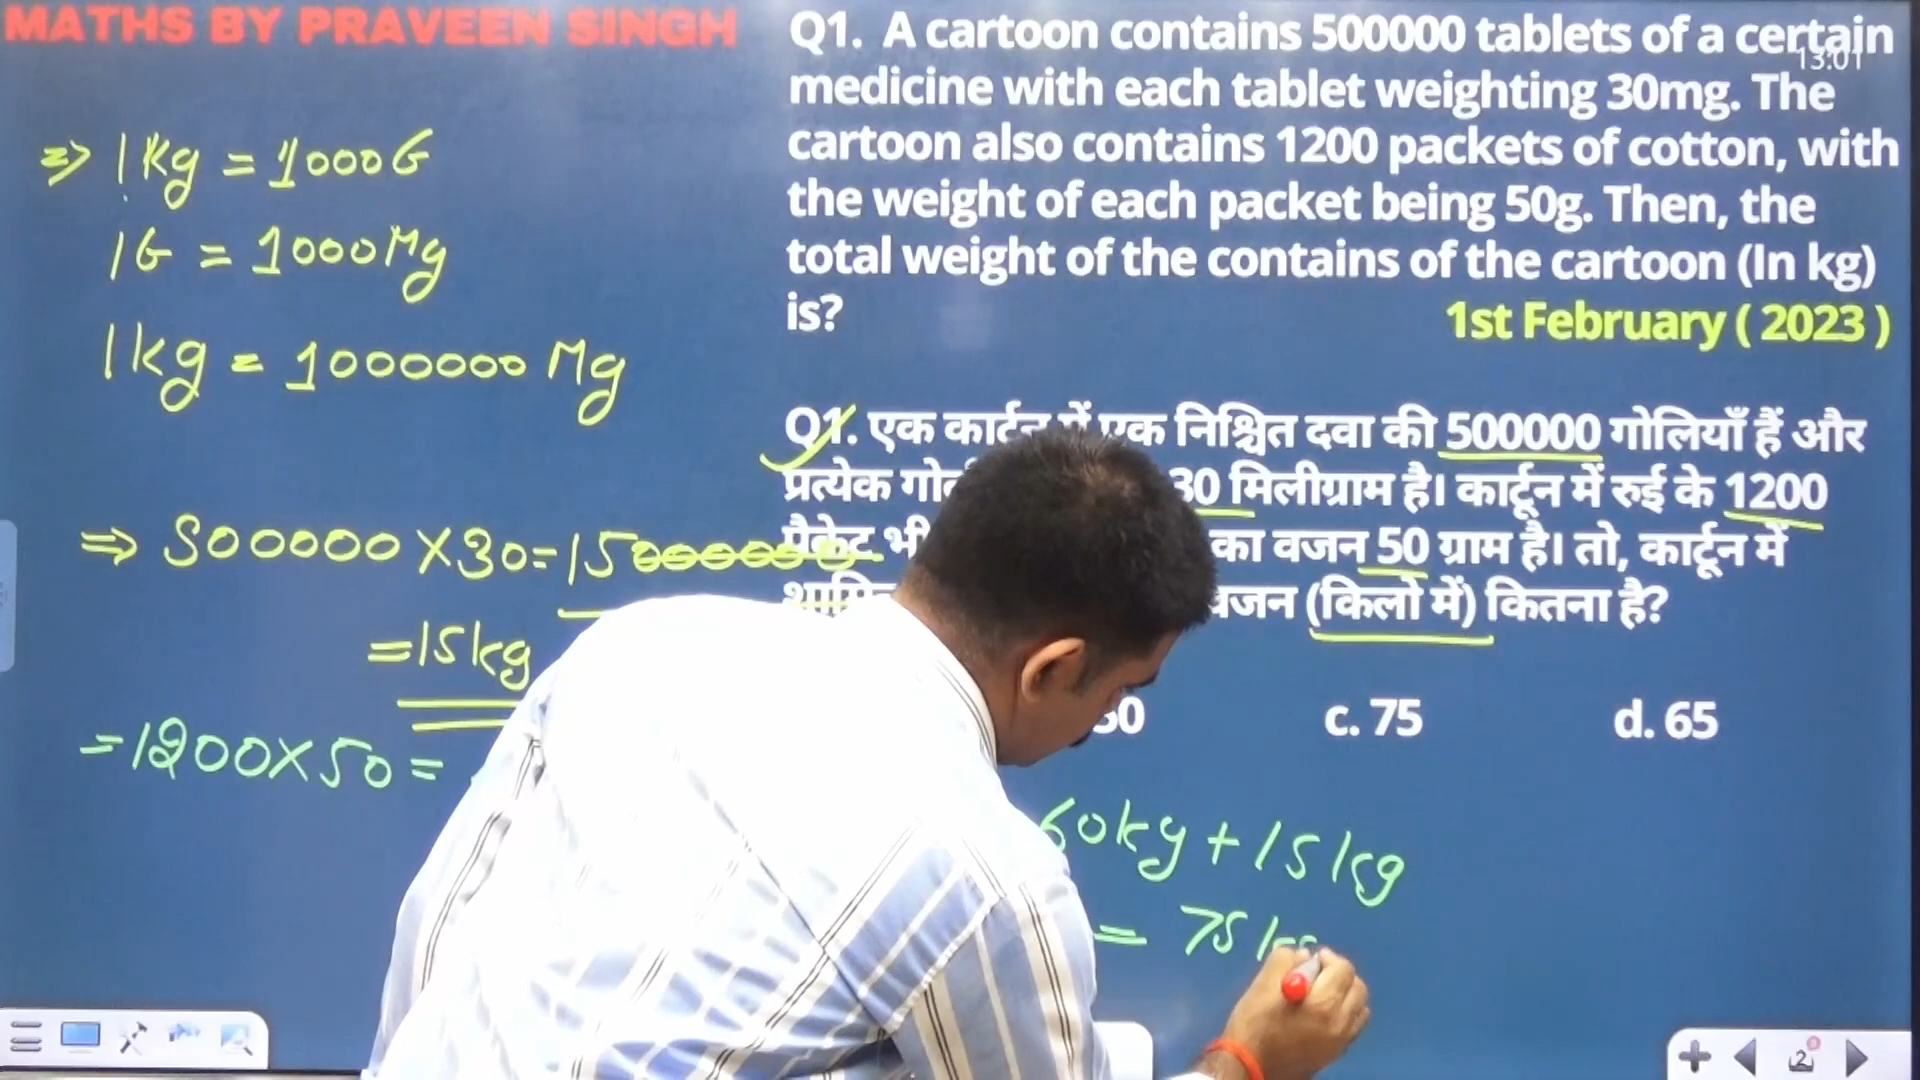 MATHS BY PRAVEEN SINGH
Q1. A cartoon contains 500000 tablets of a certain
13:01
medicine with each tablet weighting 30mg. The
cartoon also contains 1200 packets of cotton, with
the weight of each packet being 50g. Then, the
total weight of the contains of the cartoon (In kg)
is?
1st February ( 2023 )
⇒ 1Kg = 1000G
1G = 1000Mg
1kg = 1000000 Mg
Q1. एक कार्टून में एक निश्चित दवा की 500000 गोलियाँ हैं और
प्रत्येक 30 मिलीग्राम है। कार्टून में रुई के 1200
पैकेट भी का वजन 50 ग्राम है। तो, कार्टून में
वजन (किलो में) कितना है?
⇒ 500000 X 30 = 15000000
= 15kg
c. 75
d. 65
= 1200 X 50 =
60kg + 15kg
= 75 kg
2